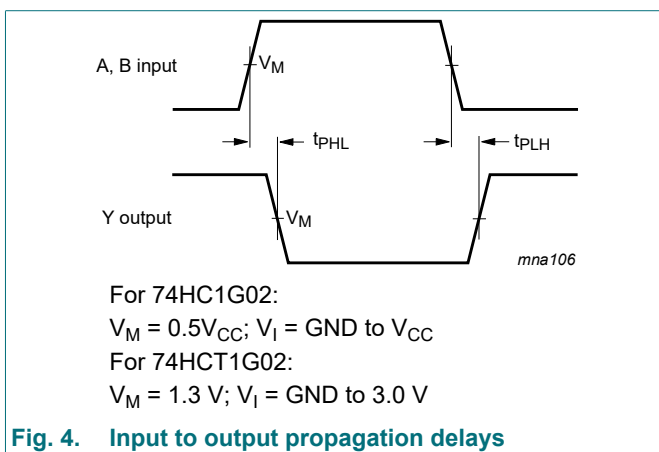 A, B input
VM
tPHL
tPLH
Y output
VM
mna106
For 74HC1G02:
VM = 0.5VCC; VI = GND to VCC
For 74HCT1G02:
VM = 1.3 V; VI = GND to 3.0 V
Fig. 4. Input to output propagation delays